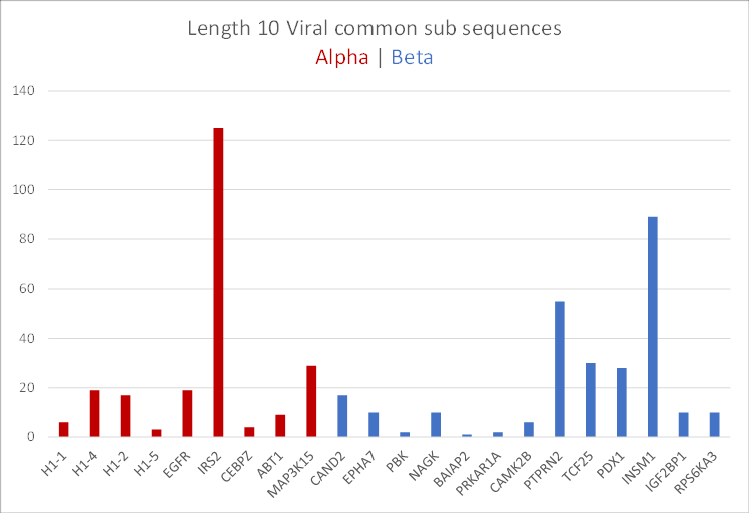 Length 10 Viral common sub sequences
Alpha | Beta
140
120
100
80
60
40
20
0
H1-1
H1-4
H1-2
H1-5
EGFR
IRS2
CEBPZ
ABT1
MAP3K15
CAND2
EPHA7
PBK
NAGK
BAIAP2
PRKAR1A
CAMK2B
PTPRN2
TCF25
PDX1
INSM1
IGF2BP1
RPS6KA3